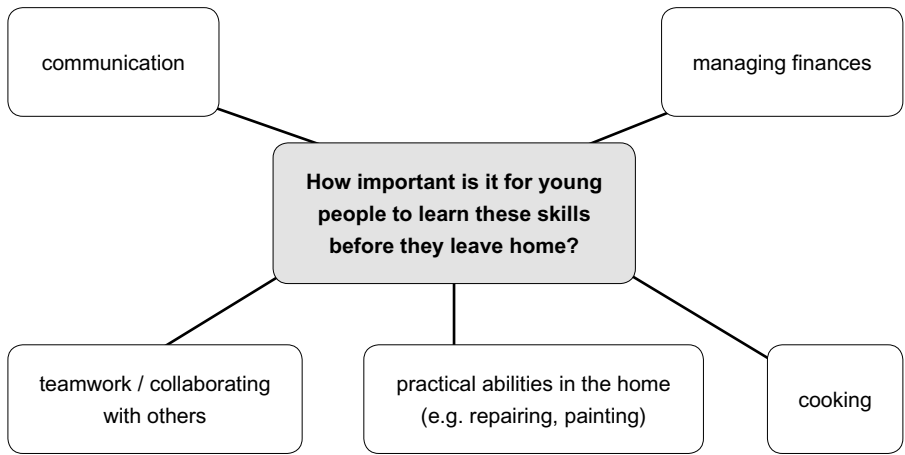 communication
managing finances
How important is it for young
people to learn these skills
before they leave home?
teamwork / collaborating
with others
practical abilities in the home
(e.g. repairing, painting)
cooking